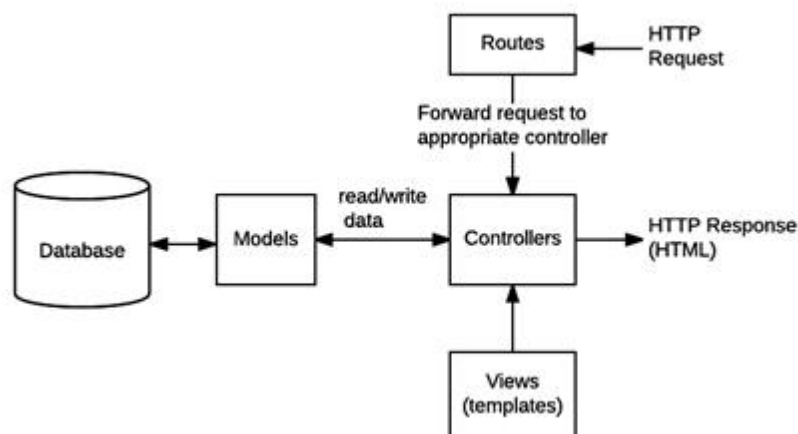 Routes
HTTP
Request
Forward request to
appropriate controller
Database
Models
read/write
data
Controllers
HTTP Response
(HTML)
Views
(templates)